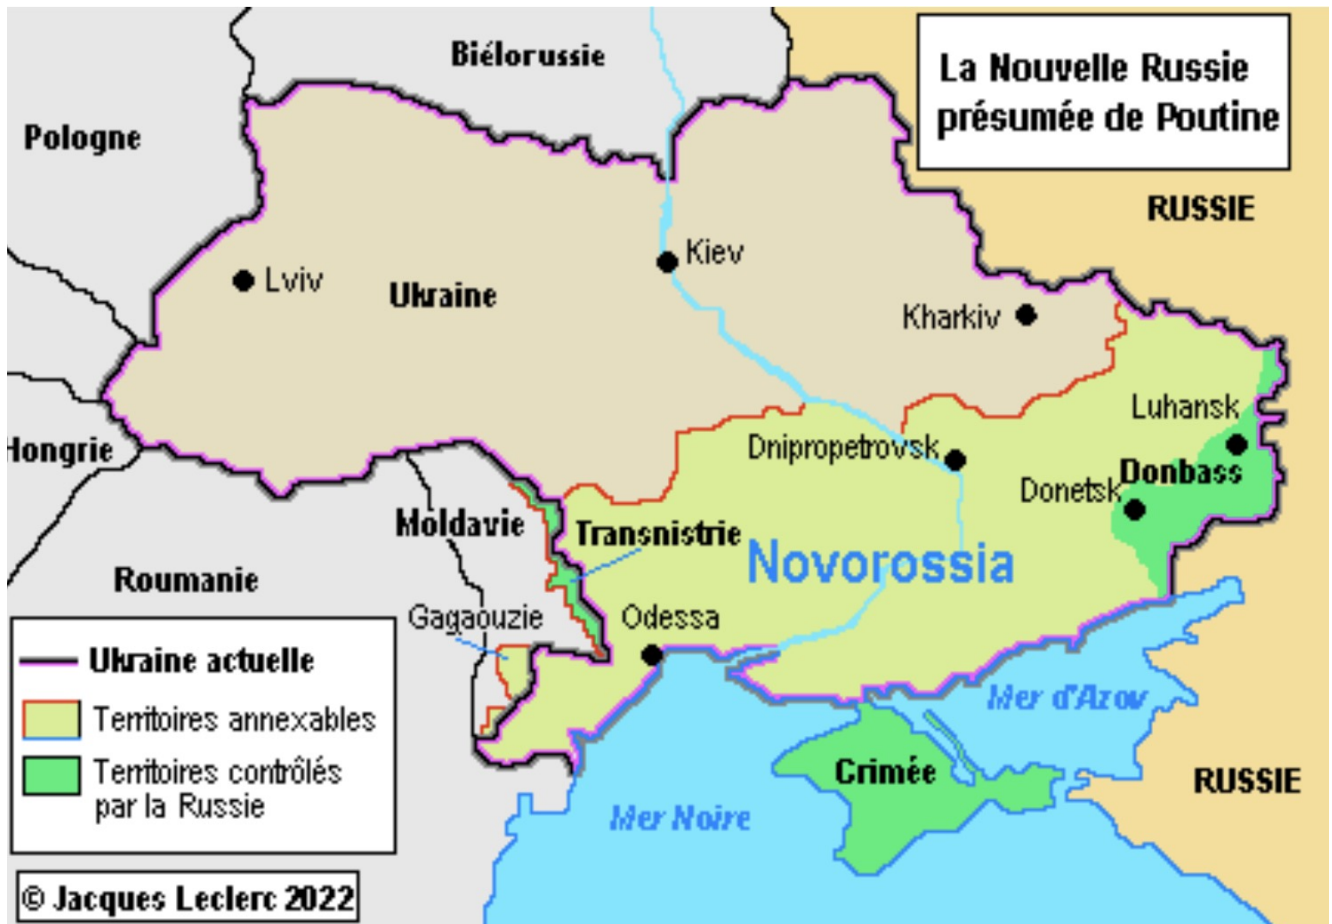 La Nouvelle Russie
présumée de Poutine
Biélorussie
Pologne
RUSSIE
Kiev
Lviv
Ukraine
Kharkiv
Luhansk
Hongrie
Dnipropetrovsk
Donbass
Donetsk
Moldavie
Transnistrie
Novorossia
Roumanie
Gagaouzie
Odessa
Ukraine actuelle
Mer d'Azov
Territoires annexables
Territoires contrôlés
par la Russie
Crimée
RUSSIE
Mer Noire
© Jacques Leclerc 2022